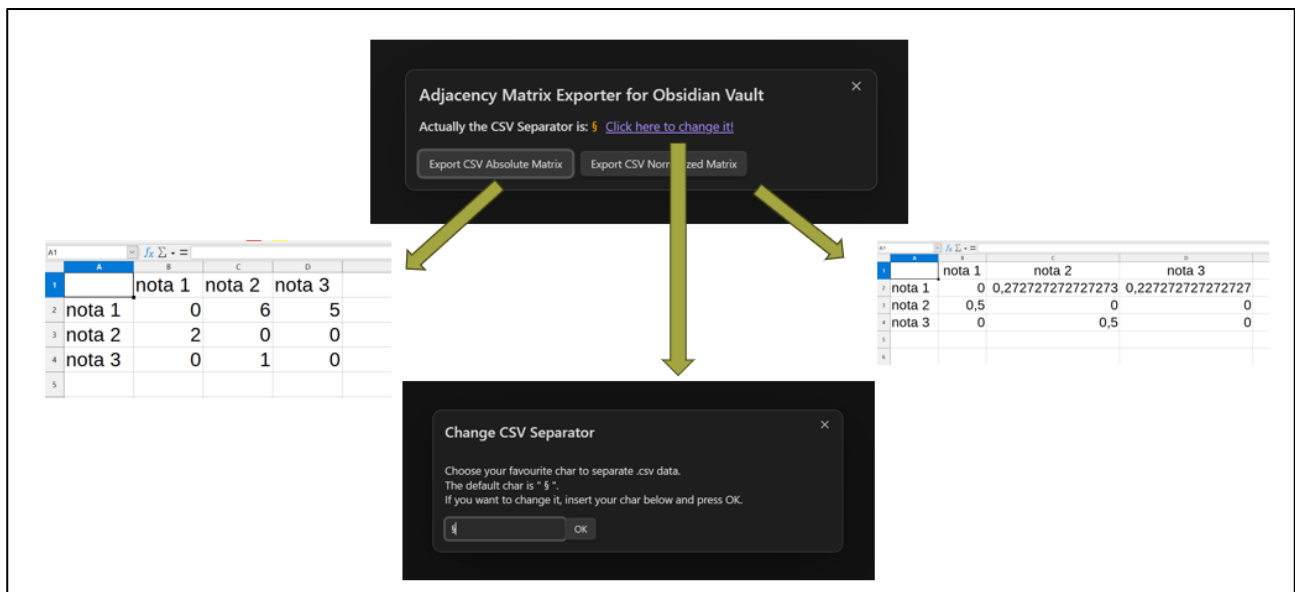 Adjacency Matrix Exporter for Obsidian Vault
Actually the CSV Separator is: § Click here to change it!
Export CSV Absolute Matrix Export CSV Matrix
A1
A B C D
1 nota 1 nota 2 nota 3
2 nota 1 0 6 5
3 nota 2 2 0 0
4 nota 3 0 1 0
5
A1
A B C D
1 nota 1 nota 2 nota 3
2 nota 1 0 0,272727272727273 0,227272727272727
3 nota 2 0,5 0 0
4 nota 3 0 0,5 0
5
6
Change CSV Separator
Choose your favourite char to separate .csv data.
The default char is " § ".
If you want to change it, insert your char below and press OK.
§ OK